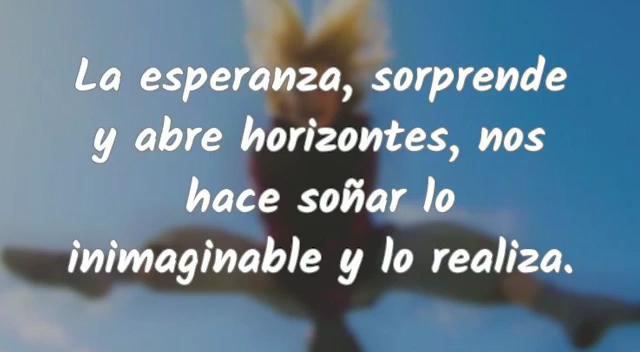 La esperanza, sorprende
y abre horizontes, nos
hace soñar lo
inimaginable y lo realiza.